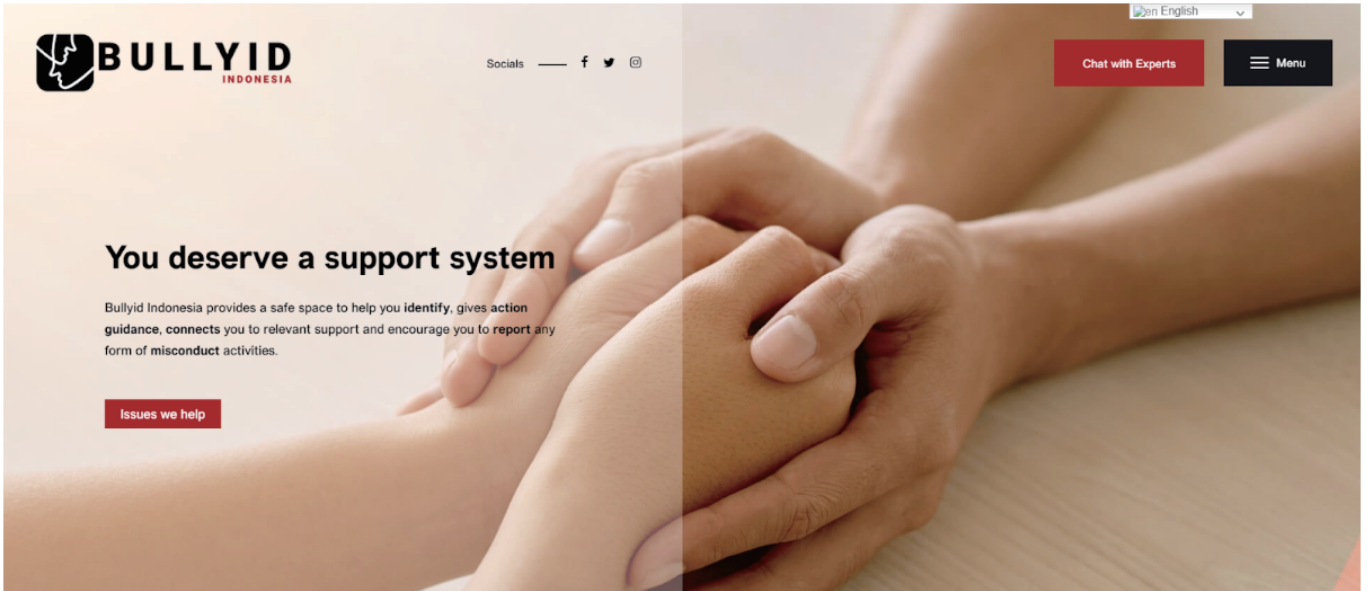 en English
BULLYID
INDONESIA
Socials
Chat with Experts
Menu
You deserve a support system
Bullyid Indonesia provides a safe space to help you identify, gives action
guidance, connects you to relevant support and encourage you to report any
form of misconduct activities.
Issues we help